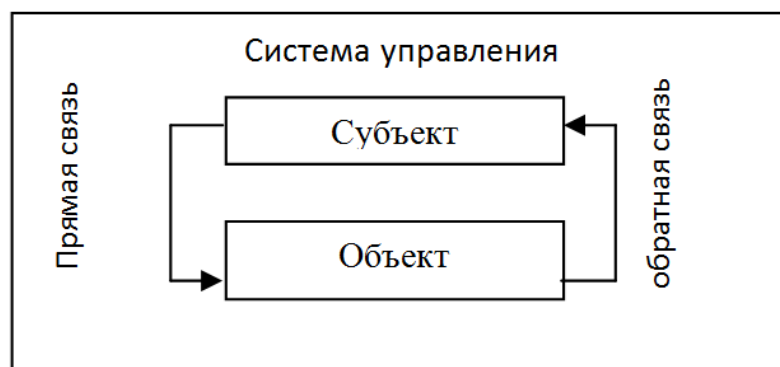 Система управления
Прямая связь
Субъект
Объект
обратная связь